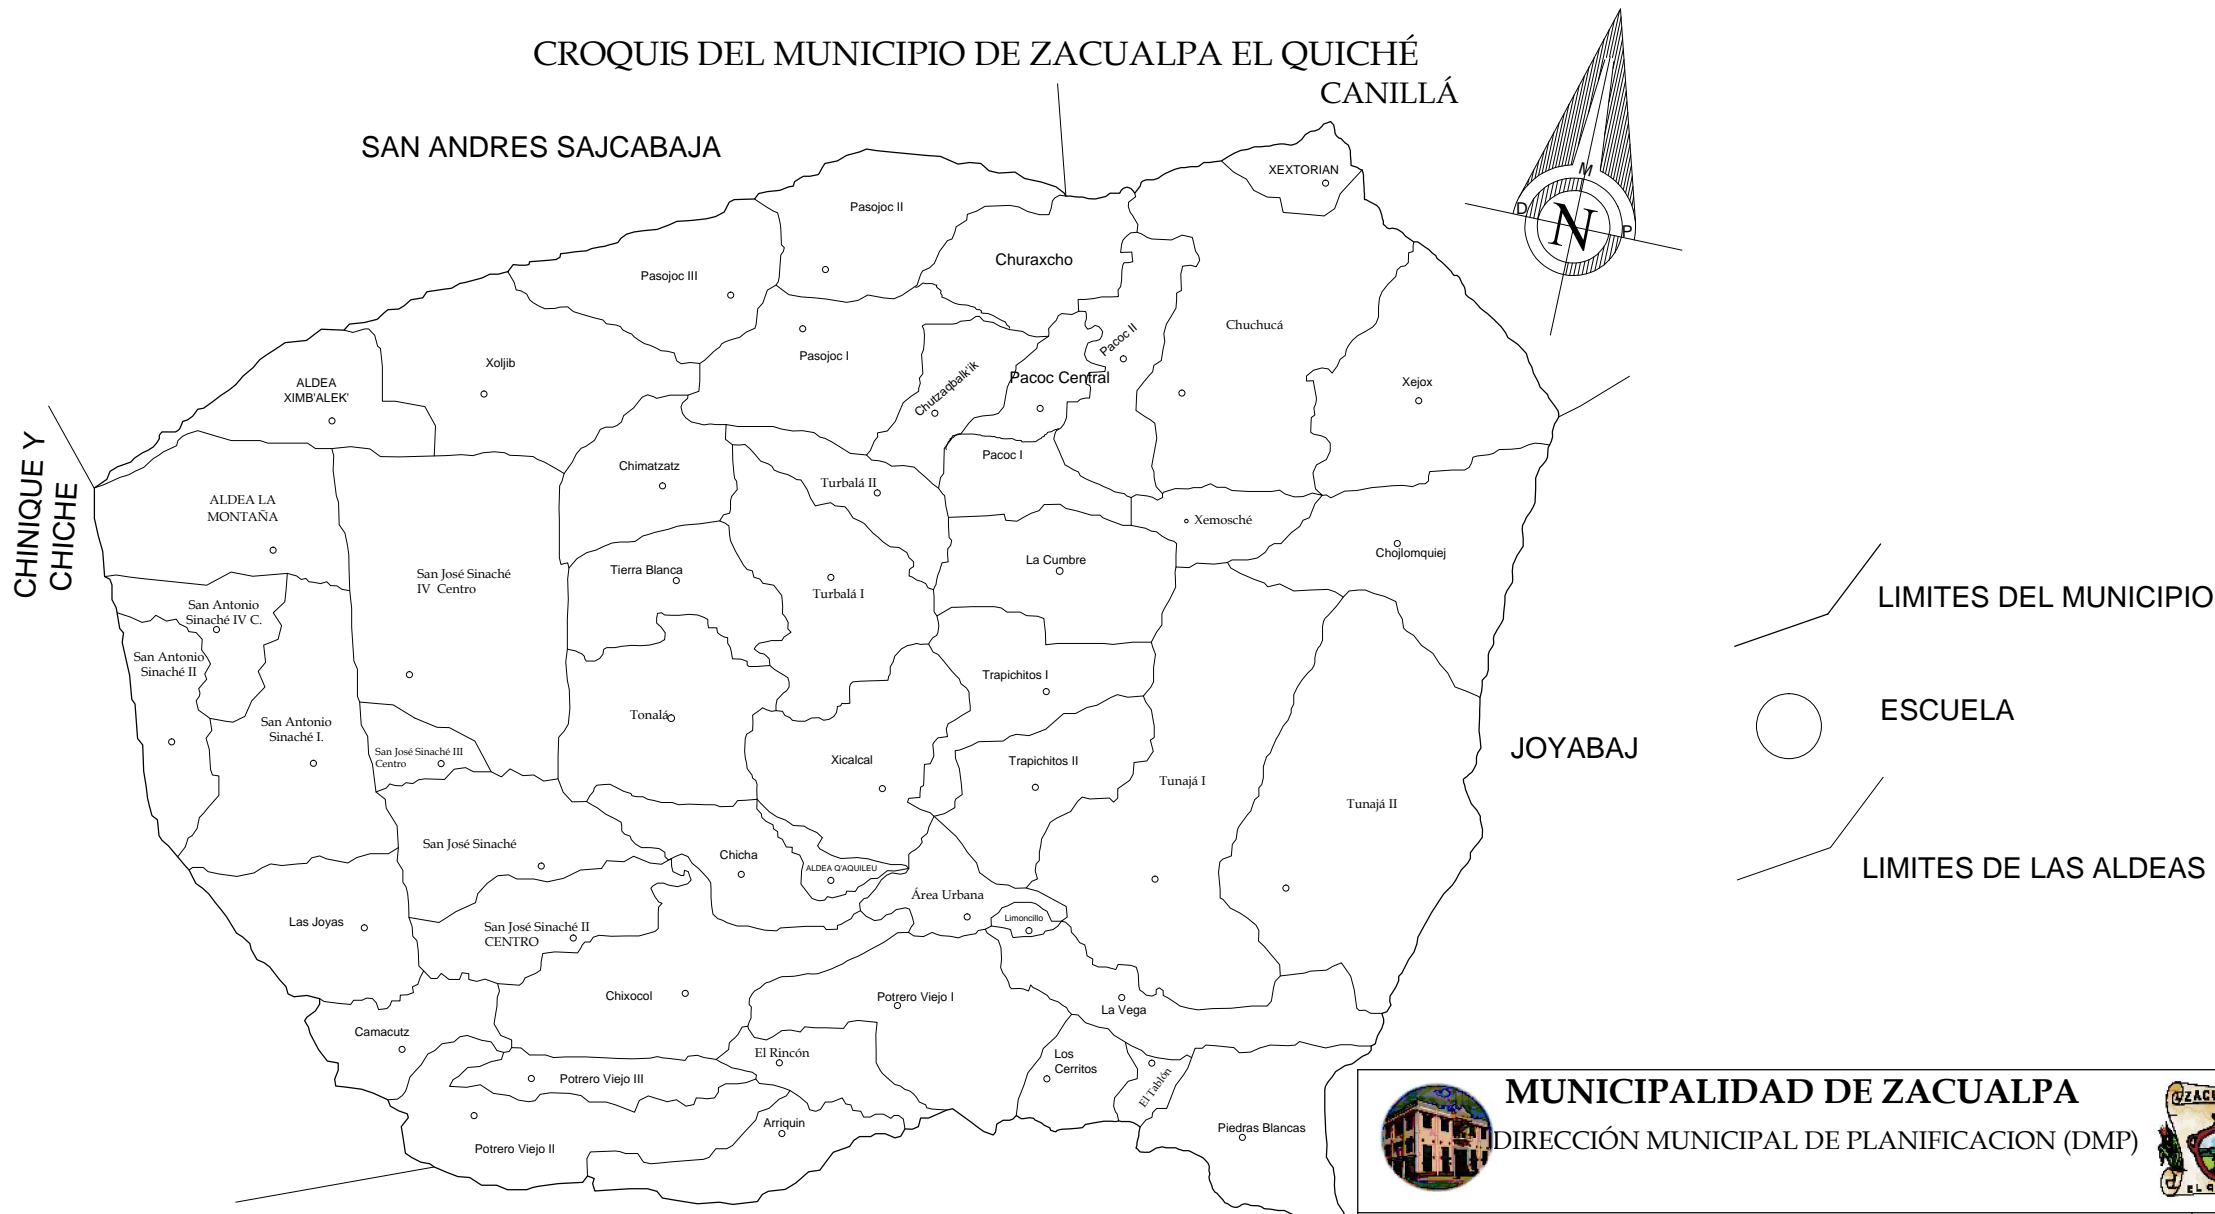 CROQUIS DEL MUNICIPIO DE ZACUALPA EL QUICHÉ
CANILLÁ
SAN ANDRES SAJCABAJA
XEXTORIAN
M
D
N
P
Pasojoc II
Churaxcho
Pasojoc III
Chuchucá
Pacoc II
Pasojoc I
Xoljib
Chutzaqbalk'ik
Pacoc Central
ALDEA
XIMB'ALEK'
Xejox
CHINIQUE Y
CHICHE
Chimatzatz
Pacoc I
Turbalá II
ALDEA LA
MONTAÑA
Xemosché
Chojlomquiej
La Cumbre
Tierra Blanca
San José Sinaché
IV Centro
Turbalá I
San Antonio
Sinaché IV C.
San Antonio
Sinaché II
Trapichitos I
Tonalá
San Antonio
Sinaché I.
San José Sinaché III
Centro
Xicalcal
Trapichitos II
Tunajá I
Tunajá II
JOYABAJ
LIMITES DEL MUNICIPIO
ESCUELA
LIMITES DE LAS ALDEAS
San José Sinaché
Chicha
ALDEA Q'AQUILEU
Área Urbana
Limoncillo
Las Joyas
San José Sinaché II
CENTRO
Chixocol
Potrero Viejo I
La Vega
Camacutz
El Rincón
Los
Cerritos
El Tablón
Potrero Viejo III
Arriquin
Piedras Blancas
Potrero Viejo II
MUNICIPALIDAD DE ZACUALPA
DIRECCIÓN MUNICIPAL DE PLANIFICACION (DMP)